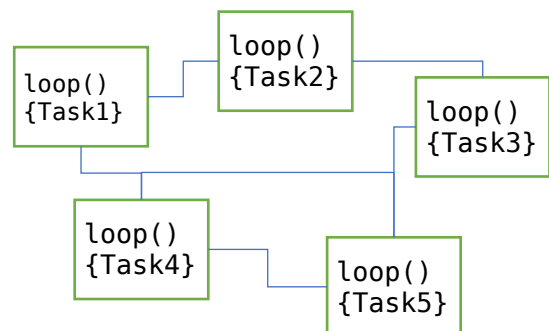 loop()
{Task1}
loop()
{Task2}
loop()
{Task3}
loop()
{Task4}
loop()
{Task5}